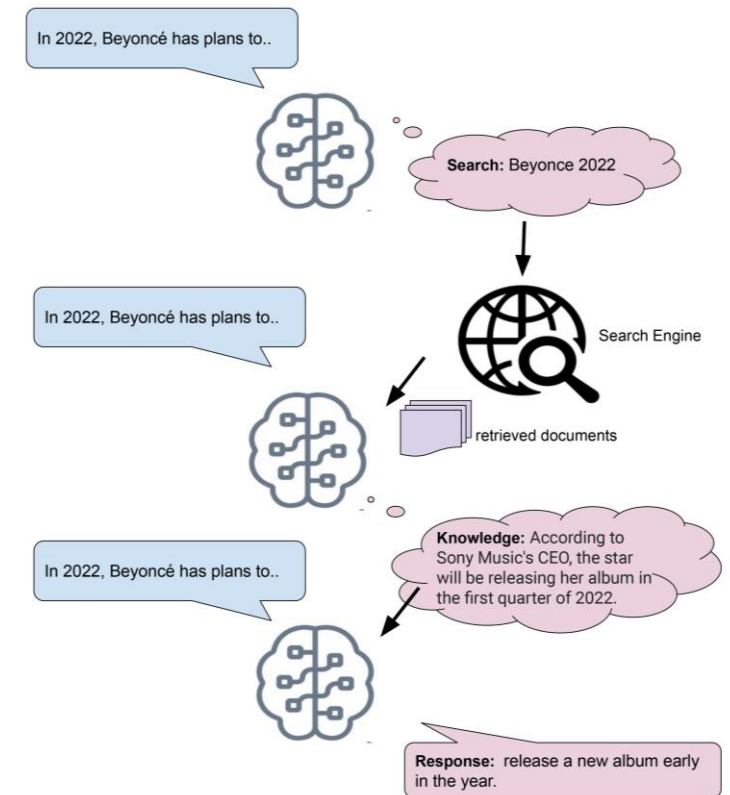 In 2022, Beyoncé has plans to..
Search: Beyonce 2022
In 2022, Beyoncé has plans to..
Search Engine
retrieved documents
Knowledge: According to
Sony Music's CEO, the star
will be releasing her album in
the first quarter of 2022.
In 2022, Beyoncé has plans to..
Response: release a new album early
in the year.